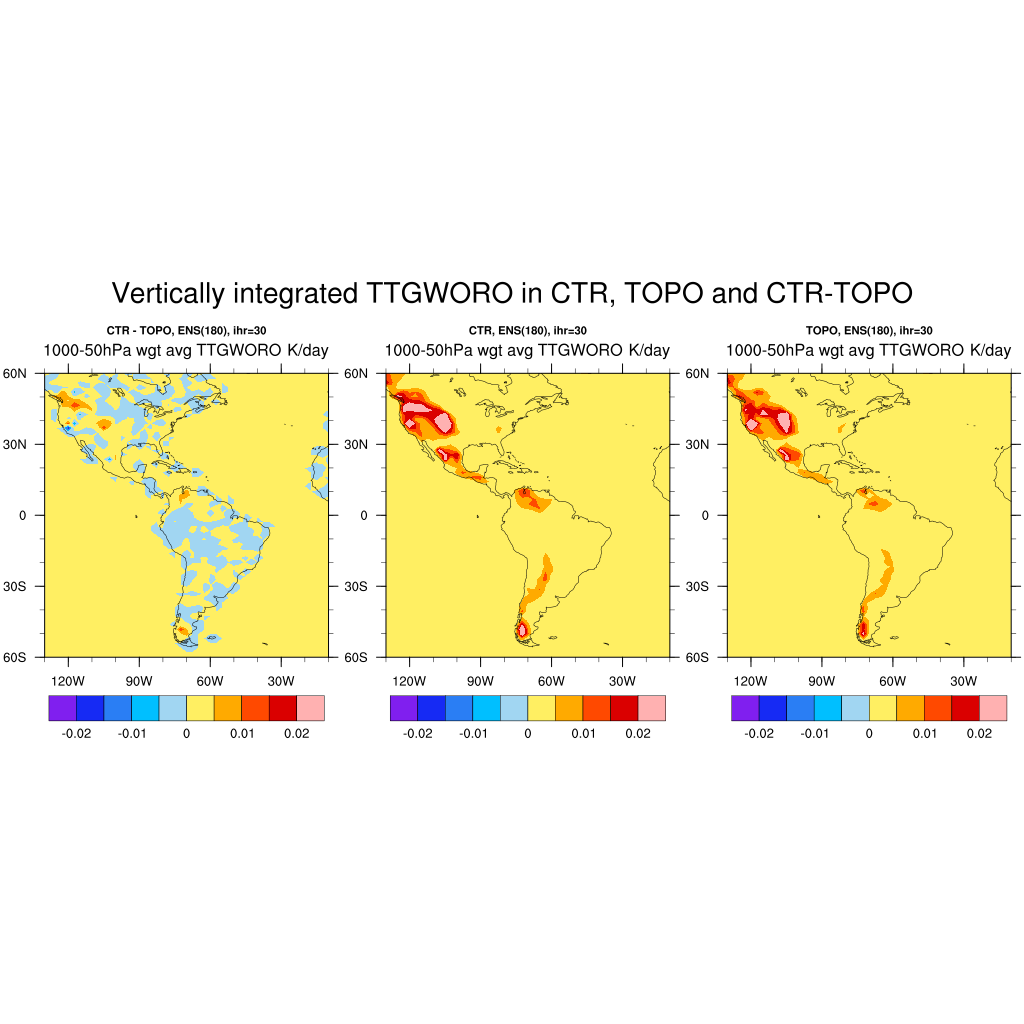 Vertically integrated TTGWORO in CTR, TOPO and CTR-TOPO
CTR - TOPO, ENS(180), ihr=30
1000-50hPa wgt avg TTGWORO K/day
60N
30N
0
30S
60S
120W 90W 60W 30W
-0.02 -0.01 0 0.01 0.02
CTR, ENS(180), ihr=30
1000-50hPa wgt avg TTGWORO K/day
60N
30N
0
30S
60S
120W 90W 60W 30W
-0.02 -0.01 0 0.01 0.02
TOPO, ENS(180), ihr=30
1000-50hPa wgt avg TTGWORO K/day
60N
30N
0
30S
60S
120W 90W 60W 30W
-0.02 -0.01 0 0.01 0.02